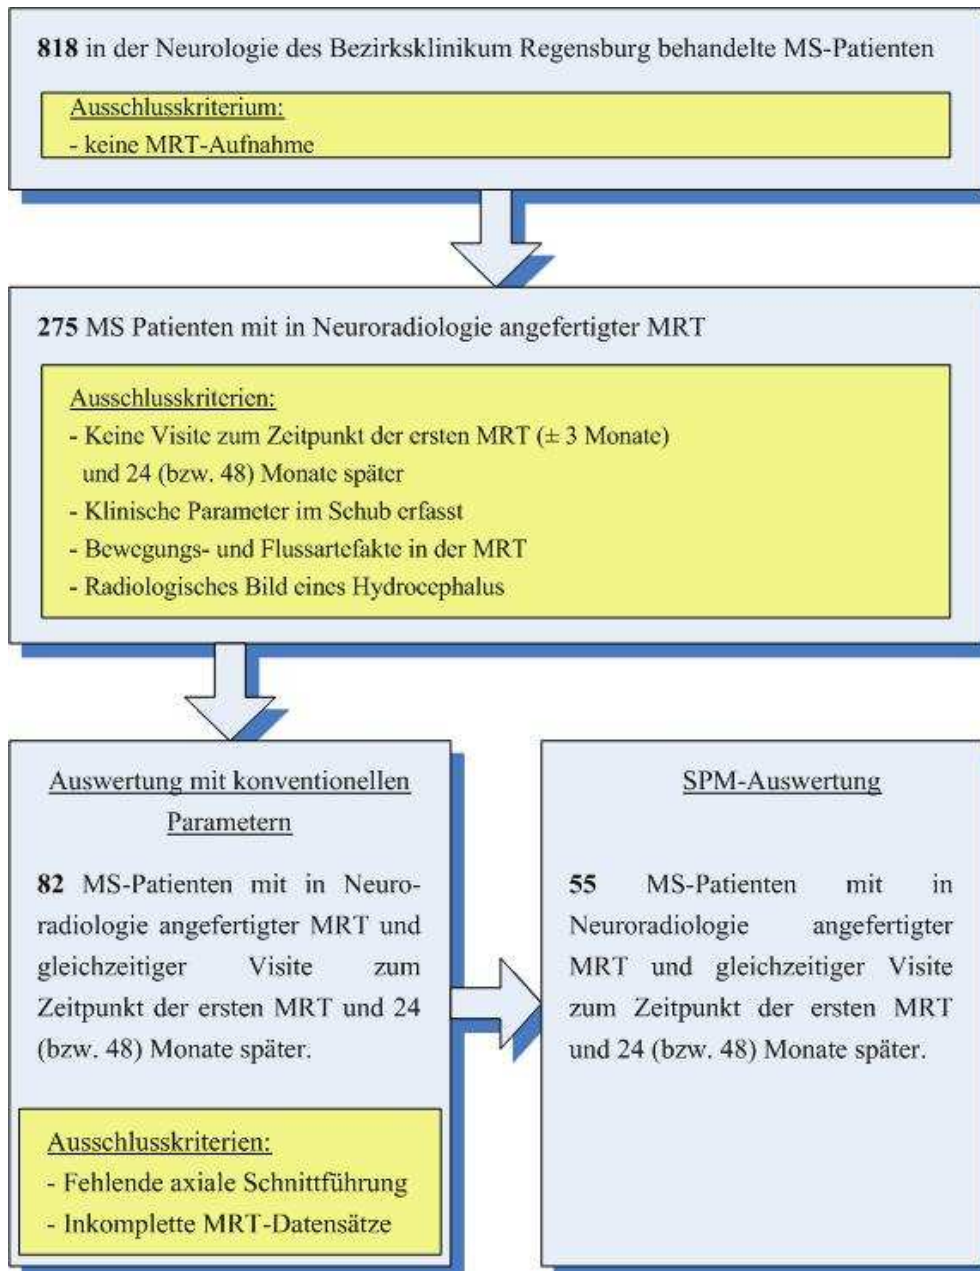 818 in der Neurologie des Bezirksklinikum Regensburg behandelte MS-Patienten
Ausschlusskriterium:
- keine MRT-Aufnahme
275 MS Patienten mit in Neuroradiologie angefertigter MRT
Ausschlusskriterien:
- Keine Visite zum Zeitpunkt der ersten MRT (± 3 Monate)
und 24 (bzw. 48) Monate später
- Klinische Parameter im Schub erfasst
- Bewegungs- und Flussartefakte in der MRT
- Radiologisches Bild eines Hydrocephalus
Auswertung mit konventionellen
Parametern
82 MS-Patienten mit in Neuro-
radiologie angefertigter MRT und
gleichzeitiger Visite zum
Zeitpunkt der ersten MRT und 24
(bzw. 48) Monate später.
Ausschlusskriterien:
- Fehlende axiale Schnittführung
- Inkomplette MRT-Datensätze
SPM-Auswertung
55 MS-Patienten mit in
Neuroradiologie angefertigter
MRT und gleichzeitiger Visite
zum Zeitpunkt der ersten MRT
und 24 (bzw. 48) Monate später.